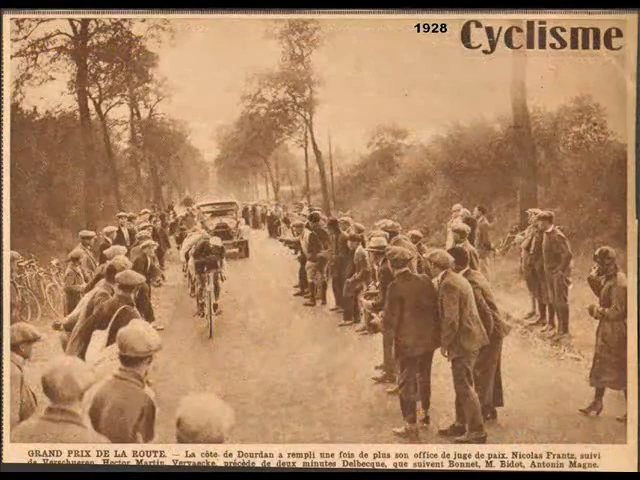 1928 Cyclisme
GRAND PRIX DE LA ROUTE. — La côte de Dourdan a rempli une fois de plus son office de juge de paix. Nicolas Frantz, suivi
de Verschueren, Hector Martin, Vervaecke, précède de deux minutes Delbecque, que suivent Bonnet, M. Bidot, Antonin Magne.